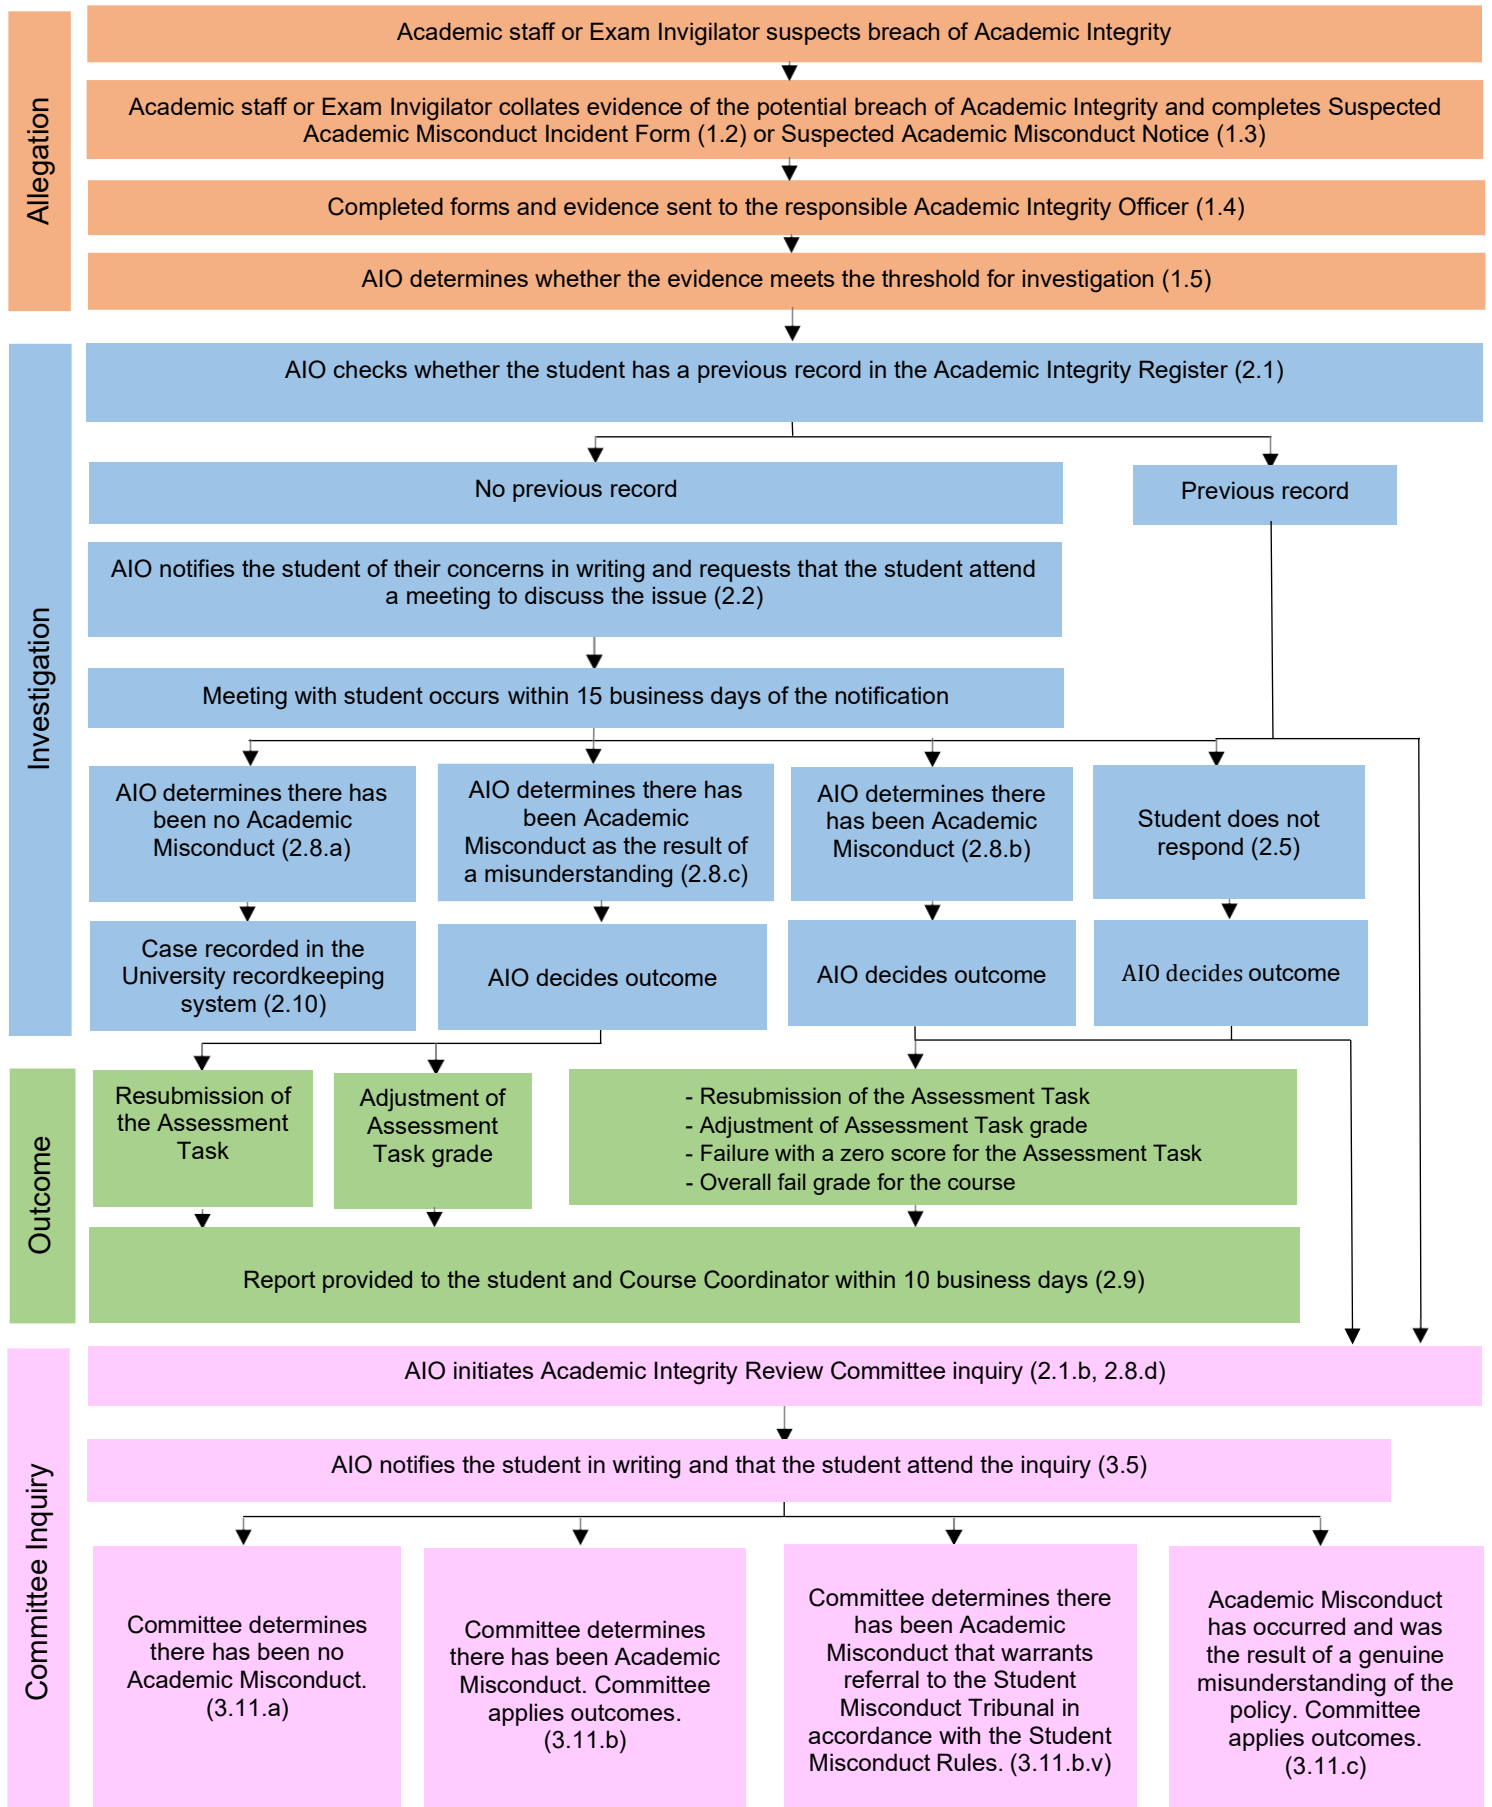 Allegation
Academic staff or Exam Invigilator suspects breach of Academic Integrity
Academic staff or Exam Invigilator collates evidence of the potential breach of Academic Integrity and completes Suspected
Academic Misconduct Incident Form (1.2) or Suspected Academic Misconduct Notice (1.3)
Completed forms and evidence sent to the responsible Academic Integrity Officer (1.4)
AIO determines whether the evidence meets the threshold for investigation (1.5)
Investigation
AIO checks whether the student has a previous record in the Academic Integrity Register (2.1)
No previous record
Previous record
AIO notifies the student of their concerns in writing and requests that the student attend
a meeting to discuss the issue (2.2)
Meeting with student occurs within 15 business days of the notification
AIO determines there has
been no Academic
Misconduct (2.8.a)
AIO determines there has
been Academic
Misconduct as the result of
a misunderstanding (2.8.c)
AIO determines there
has been Academic
Misconduct (2.8.b)
Student does not
respond (2.5)
Case recorded in the
University recordkeeping
system (2.10)
AIO decides outcome
AIO decides outcome
AIO decides outcome
Outcome
Resubmission of
the Assessment
Task
Adjustment of
Assessment
Task grade
- Resubmission of the Assessment Task
- Adjustment of Assessment Task grade
- Failure with a zero score for the Assessment Task
- Overall fail grade for the course
Report provided to the student and Course Coordinator within 10 business days (2.9)
Committee Inquiry
AIO initiates Academic Integrity Review Committee inquiry (2.1.b, 2.8.d)
AIO notifies the student in writing and that the student attend the inquiry (3.5)
Committee determines
there has been no
Academic Misconduct.
(3.11.a)
Committee determines
there has been Academic
Misconduct. Committee
applies outcomes.
(3.11.b)
Committee determines there
has been Academic
Misconduct that warrants
referral to the Student
Misconduct Tribunal in
accordance with the Student
Misconduct Rules. (3.11.b.v)
Academic Misconduct
has occurred and was
the result of a genuine
misunderstanding of the
policy. Committee
applies outcomes.
(3.11.c)